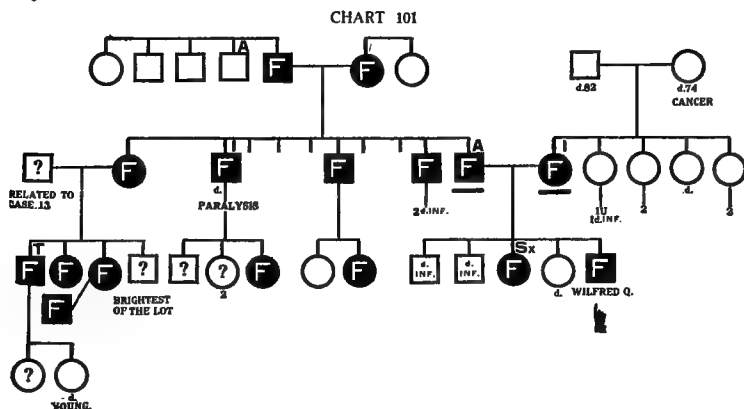 CHART 101
A
F F
d.82 d.74
CANCER
A
? F F F F F F
RELATED TO
CASE.13
d.
PARALYSIS
2 d.INF.
1U
1d.INF.
2
d.
3
T Sx
F F F ? ? ? F F d.
INF. d.
INF. F F
2
d.
F
BRIGHTEST
OF THE LOT
WILFRED Q.
?
d.
YOUNG.